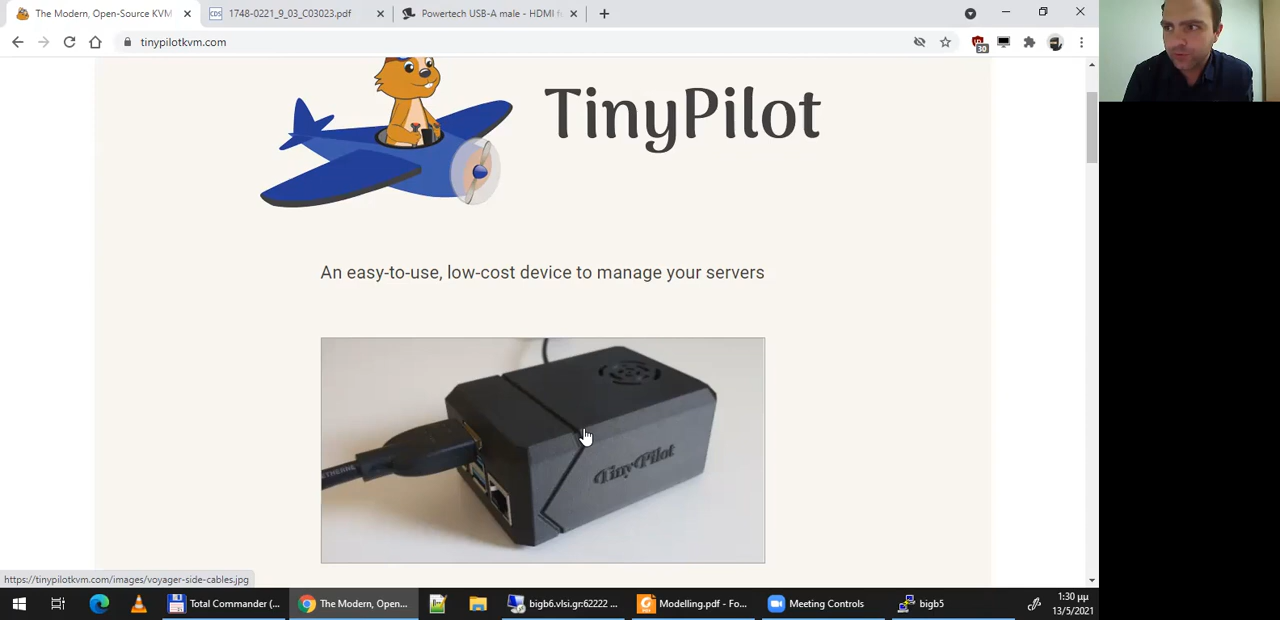 The Modern, Open-Source KVM
1748-0221_9_03_C03023.pdf
Powertech USB-A male - HDMI f
tinypilotkvm.com
30
TinyPilot
An easy-to-use, low-cost device to manage your servers
ETHERNE
TinyPilot
https://tinypilotkvm.com/images/voyager-side-cables.jpg
Total Commander (...
The Modern, Open...
bigb6.vlsi.gr:62222 ...
Modelling.pdf - Fo...
Meeting Controls
bigb5
1:30 μμ
13/5/2021